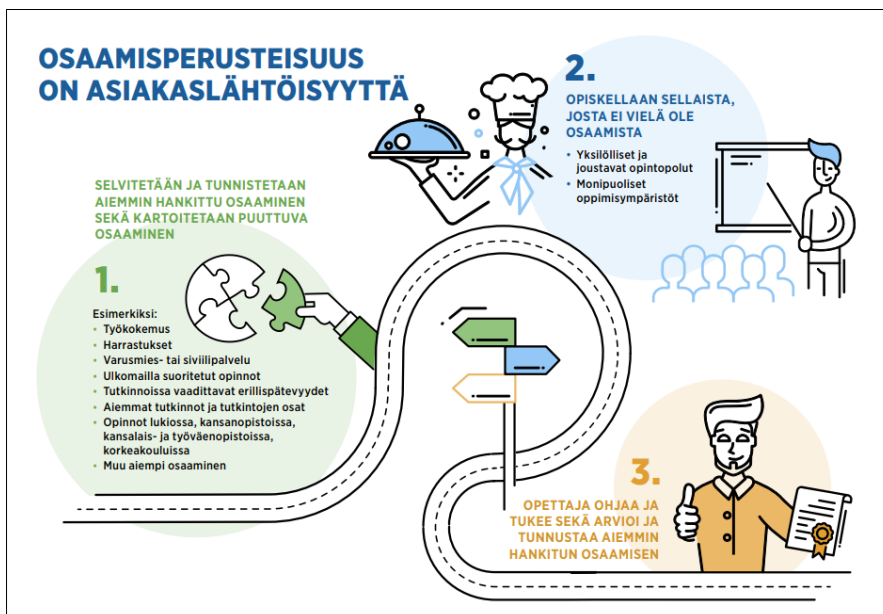 OSAAMISPERUSTEISUUS
ON ASIAKASLÄHTÖISYYTTÄ
SELVITETÄÄN JA TUNNISTETAAN
AIEMMIN HANKITTU OSAAMINEN
SEKÄ KARTOITETAAN PUUTTUVA
OSAAMINEN
1.
Esimerkiksi:
• Työkokemus
• Harrastukset
• Varusmies- tai siviilipalvelu
• Ulkomailla suoritetut opinnot
• Tutkinnoissa vaadittavat erillispätevyydet
• Aiemmat tutkinnot ja tutkintojen osat
• Opinnot lukiossa, kansanopistoissa,
kansalais- ja työväenopistoissa,
korkeakouluissa
• Muu aiempi osaaminen
2.
OPISKELLAAN SELLAISTA,
JOSTA EI VIELÄ OLE
OSAAMISTA
• Yksilölliset ja
joustavat opintopolut
• Monipuoliset
oppimisympäristöt
3.
OPETTAJA OHJAA JA
TUKEE SEKÄ ARVIOI JA
TUNNUSTAA AIEMMIN
HANKITUN OSAAMISEN